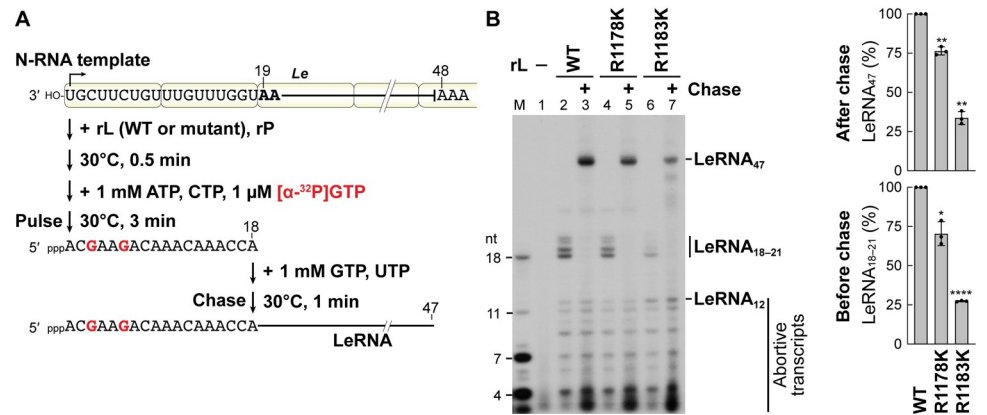 A
N-RNA template
19
Le
48
3′ HO-UGCUUCUGUUUGUUUGGUAA
AAA
+ rL (WT or mutant), rP
30°C, 0.5 min
+ 1 mM ATP, CTP, 1 µM [α-³²P]GTP
Pulse
30°C, 3 min
18
5′ pppACGAAGACAAACAAACCA
+ 1 mM GTP, UTP
Chase
30°C, 1 min
47
5′ pppACGAAGACAAACAAACCA
LeRNA
B
rL
–
WT
R1178K
R1183K
+ + + Chase
M 1 2 3 4 5 6 7
LeRNA47
nt
18
LeRNA18–21
LeRNA12
11
7
4
Abortive transcripts
After chase
LeRNA47 (%)
100
75
50
25
0
**
**
Before chase
LeRNA18–21 (%)
100
75
50
25
0
*
****
WT
R1178K
R1183K